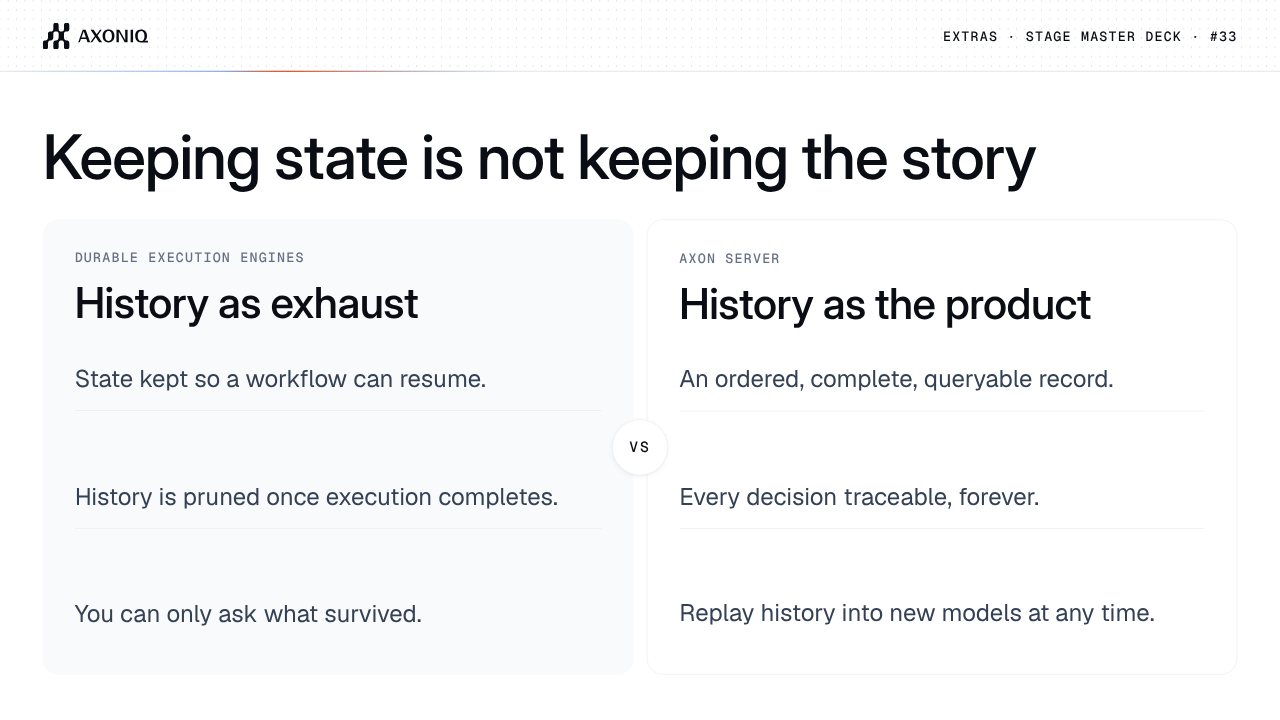 AXONIQ
EXTRAS · STAGE MASTER DECK · #33
Keeping state is not keeping the story
DURABLE EXECUTION ENGINES
History as exhaust
State kept so a workflow can resume.
History is pruned once execution completes.
You can only ask what survived.
VS
AXON SERVER
History as the product
An ordered, complete, queryable record.
Every decision traceable, forever.
Replay history into new models at any time.